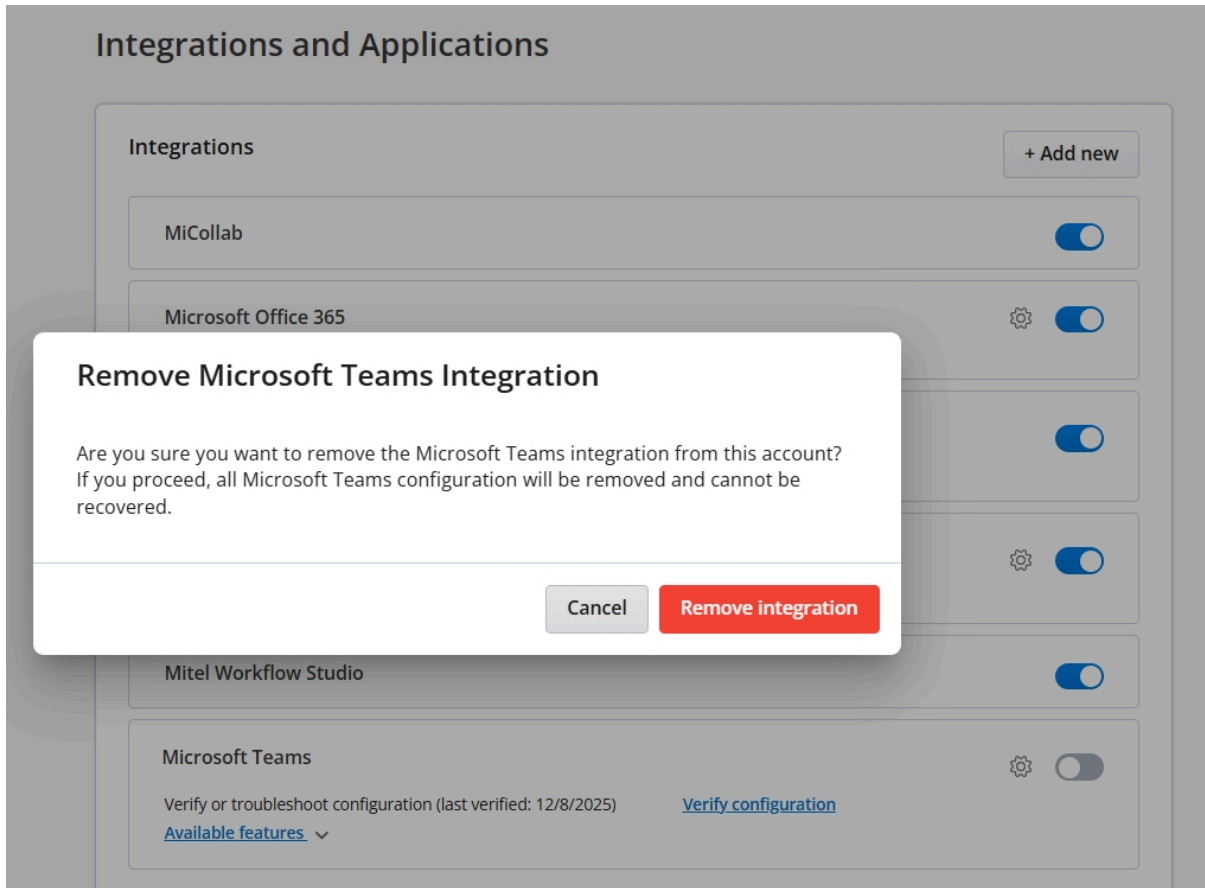 Integrations and Applications
Integrations
+ Add new
MiCollab
Microsoft Office 365
Remove Microsoft Teams Integration
Are you sure you want to remove the Microsoft Teams integration from this account?
If you proceed, all Microsoft Teams configuration will be removed and cannot be
recovered.
Cancel
Remove integration
Mitel Workflow Studio
Microsoft Teams
Verify or troubleshoot configuration (last verified: 12/8/2025)
Verify configuration
Available features